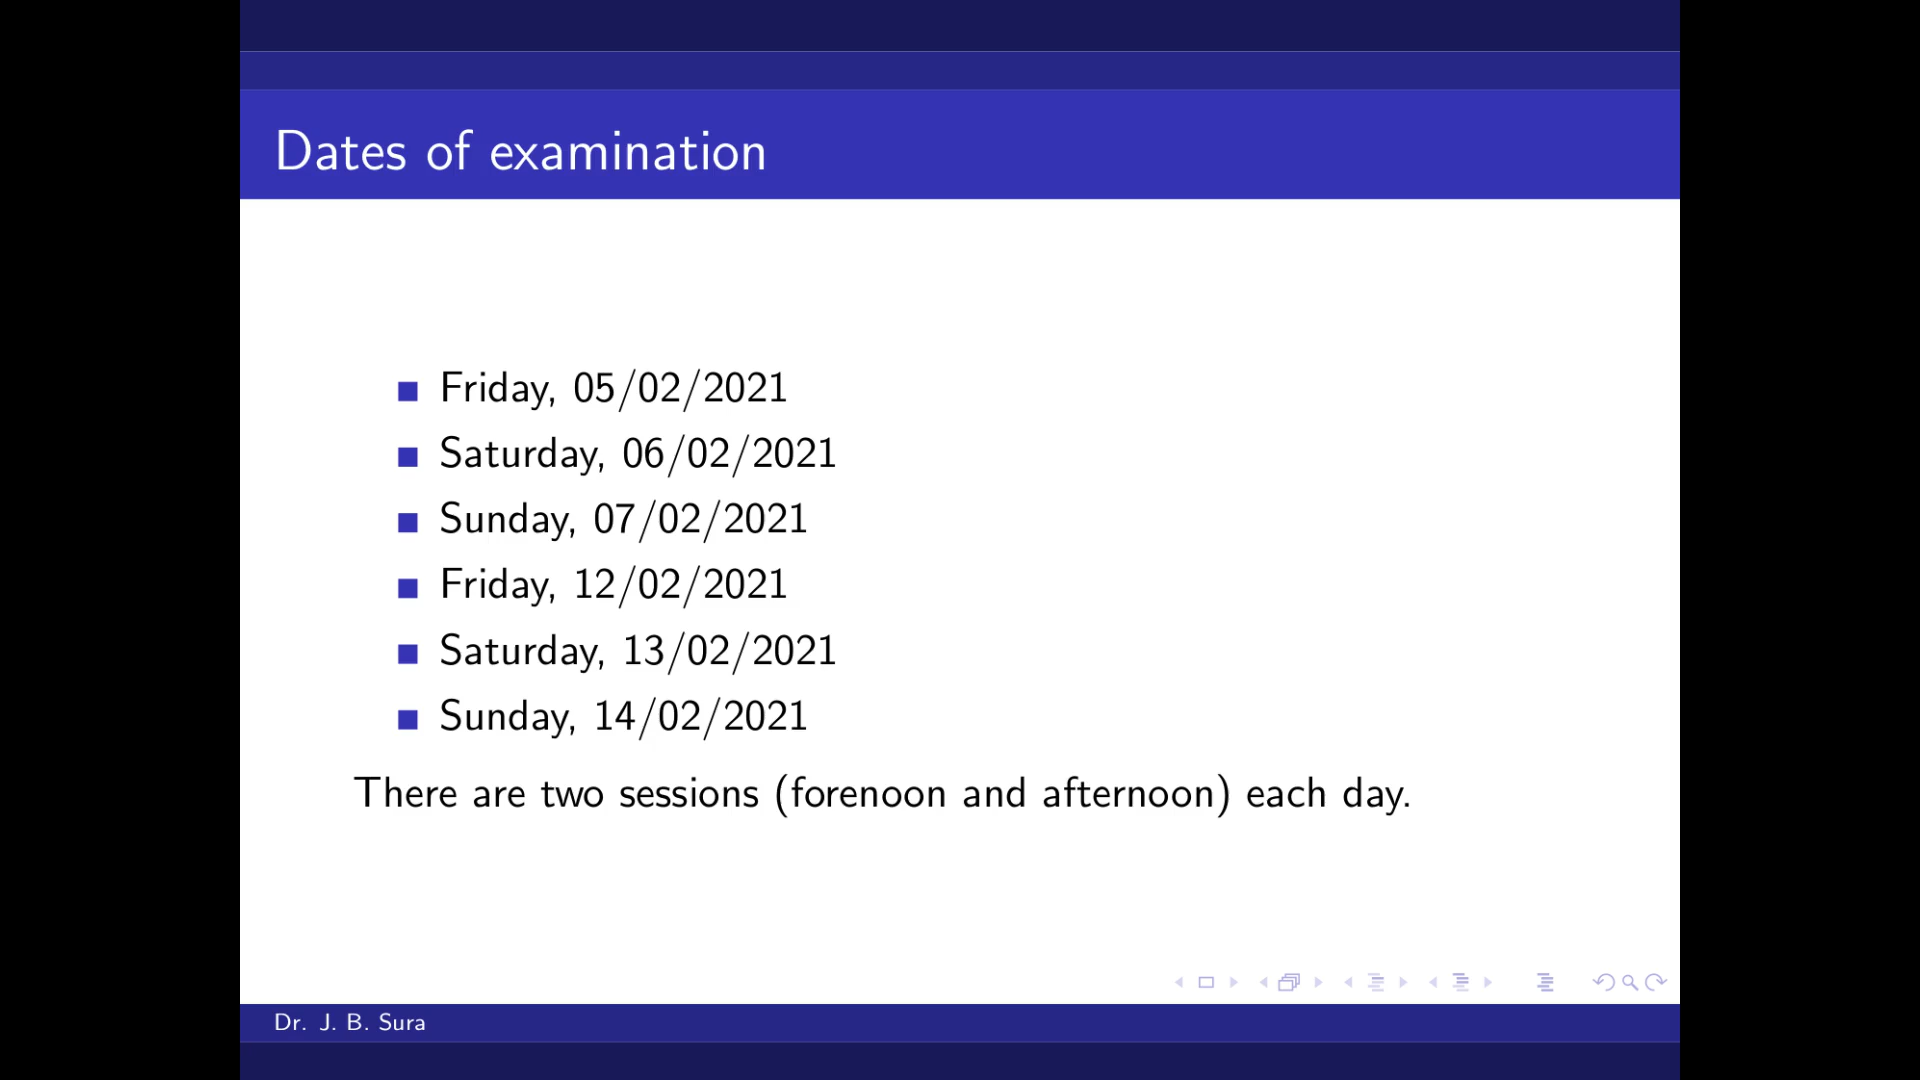 Dates of examination
Friday, 05/02/2021
Saturday, 06/02/2021
Sunday, 07/02/2021
Friday, 12/02/2021
Saturday, 13/02/2021
Sunday, 14/02/2021
There are two sessions (forenoon and afternoon) each day.
Dr. J. B. Sura